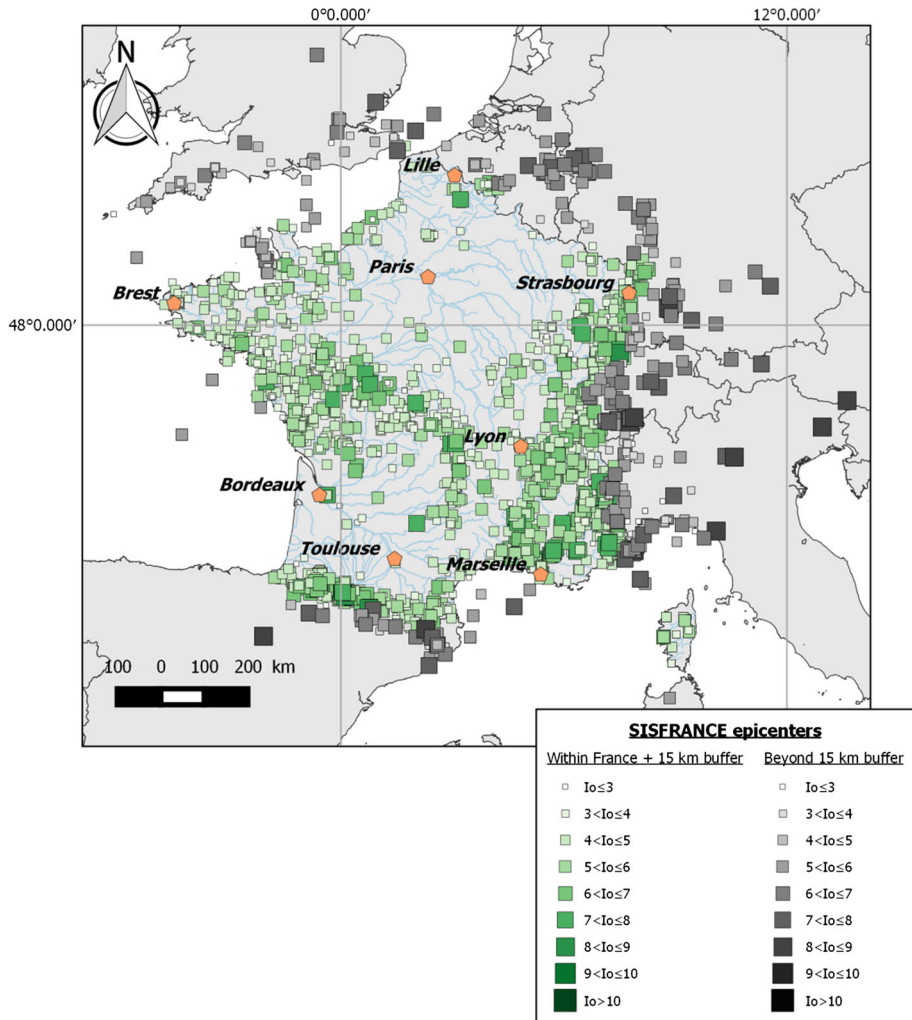 0°0.000′ 12°0.000′
N
Lille
Paris
Strasbourg
Brest
48°0.000′
Lyon
Bordeaux
Toulouse
Marseille
100 0 100 200 km
SISFRANCE epicenters
Within France + 15 km buffer Beyond 15 km buffer
Io≤3 Io≤3
3<Io≤4 3<Io≤4
4<Io≤5 4<Io≤5
5<Io≤6 5<Io≤6
6<Io≤7 6<Io≤7
7<Io≤8 7<Io≤8
8<Io≤9 8<Io≤9
9<Io≤10 9<Io≤10
Io>10 Io>10